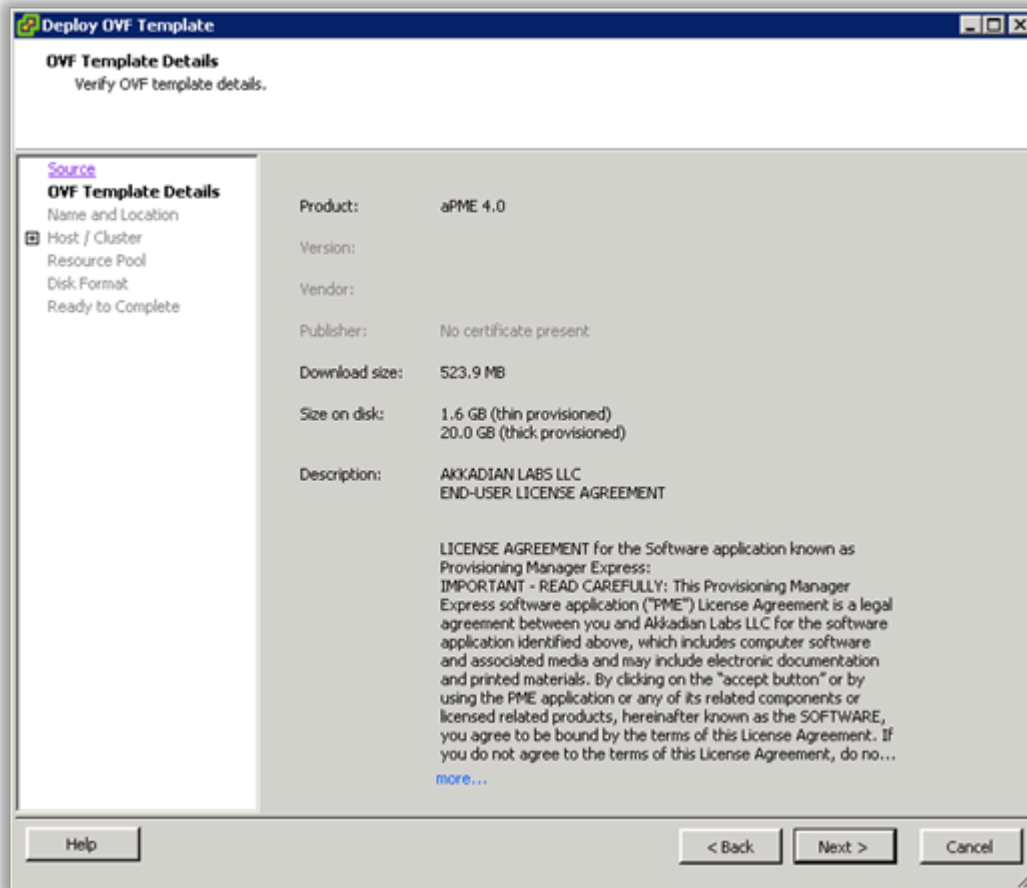 Deploy OVF Template
OVF Template Details
Verify OVF template details.
Source
OVF Template Details
Name and Location
Host / Cluster
Resource Pool
Disk Format
Ready to Complete
Product: aPME 4.0
Version:
Vendor:
Publisher: No certificate present
Download size: 523.9 MB
Size on disk: 1.6 GB (thin provisioned)
20.0 GB (thick provisioned)
Description: AKKADIAN LABS LLC
END-USER LICENSE AGREEMENT
LICENSE AGREEMENT for the Software application known as
Provisioning Manager Express:
IMPORTANT - READ CAREFULLY: This Provisioning Manager
Express software application ("PME") License Agreement is a legal
agreement between you and Akkadian Labs LLC for the software
application identified above, which includes computer software
and associated media and may include electronic documentation
and printed materials. By clicking on the "accept button" or by
using the PME application or any of its related components or
licensed related products, hereinafter known as the SOFTWARE,
you agree to be bound by the terms of this License Agreement. If
you do not agree to the terms of this License Agreement, do no...
more...
Help
< Back
Next >
Cancel